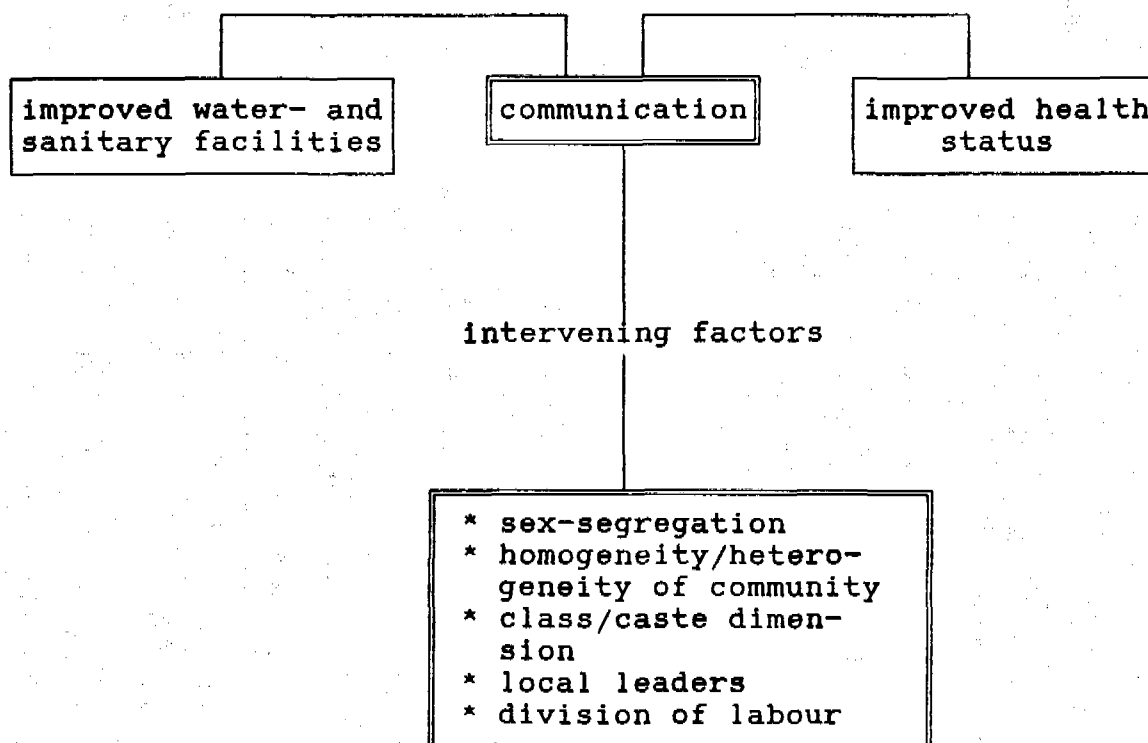 improved water- and
sanitary facilities
communication
improved health
status
intervening factors
* sex-segregation
* homogeneity/hetero-
geneity of community
* class/caste dimen-
sion
* local leaders
* division of labour